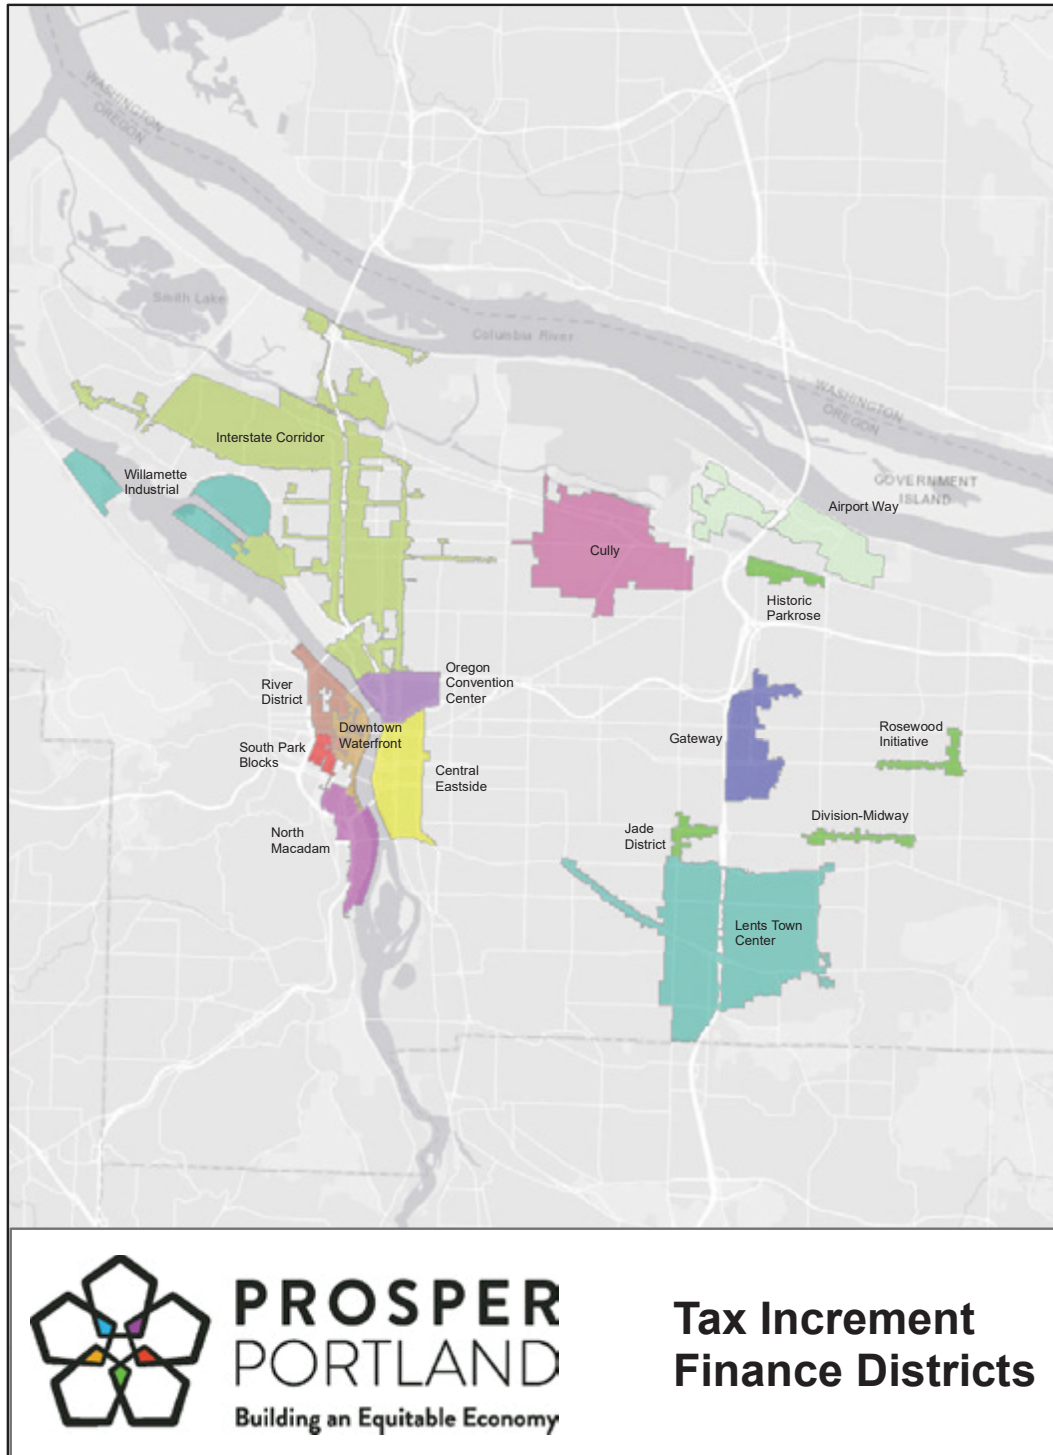 WASHINGTON
OREGON
Smith Lake
Columbia River
WASHINGTON
OREGON
GOVERNMENT
ISLAND
Interstate Corridor
Willamette
Industrial
Airport Way
Cully
Historic
Parkrose
Oregon
Convention
Center
River
District
Downtown
Waterfront
South Park
Blocks
Gateway
Rosewood
Initiative
Central
Eastside
North
Macadam
Jade
District
Division-Midway
Lents Town
Center
PROSPER
PORTLAND
Building an Equitable Economy
Tax Increment
Finance Districts